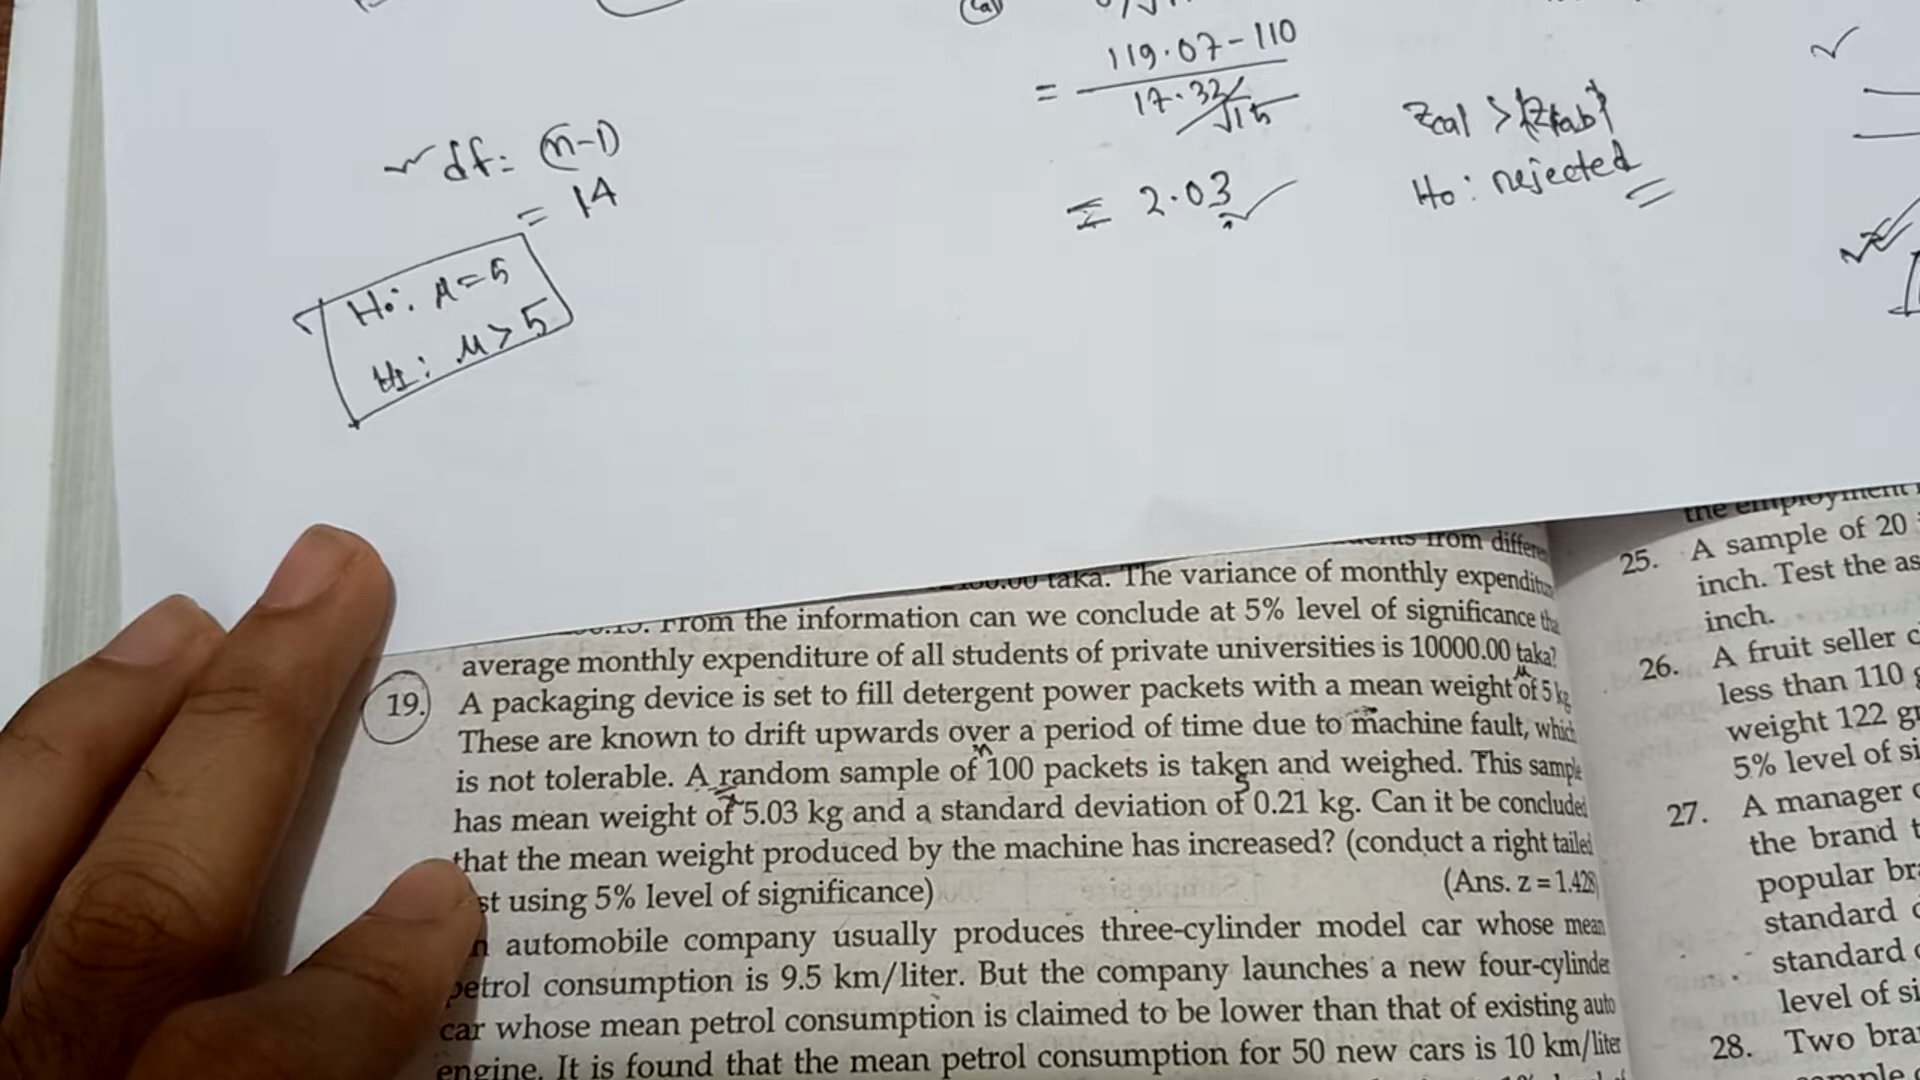 (a)
119.07-110
= 17.32/√15
= 2.03
Zcal > {Ztab}
Ho: rejected
df= (n-1)
= 14
Ho: μ=5
H1: μ> 5
from
taka. The variance of monthly
From the information can we conclude at 5% level of significance
average monthly expenditure of all students of private universities is 10000.00 taka?
19. A packaging device is set to fill detergent power packets with a mean weight of 5 kg
These are known to drift upwards over a period of time due to machine fault, which
is not tolerable. A random sample of 100 packets is taken and weighed. This sample
has mean weight of 5.03 kg and a standard deviation of 0.21 kg. Can it be concluded
that the mean weight produced by the machine has increased? (conduct a right tailed
st using 5% level of significance)
(Ans. z = 1.428)
n automobile company usually produces three-cylinder model car whose mean
petrol consumption is 9.5 km/liter. But the company launches a new four-cylinder
car whose mean petrol consumption is claimed to be lower than that of existing auto
engine. It is found that the mean petrol consumption for 50 new cars is 10 km/liter
the employment
25. A sample of 20
inch. Test the as
inch.
26. A fruit seller c
less than 110 g
weight 122 gr
5% level of si
27. A manager
the brand t
popular bra
standard
standard
level of si
28. Two bra
sample